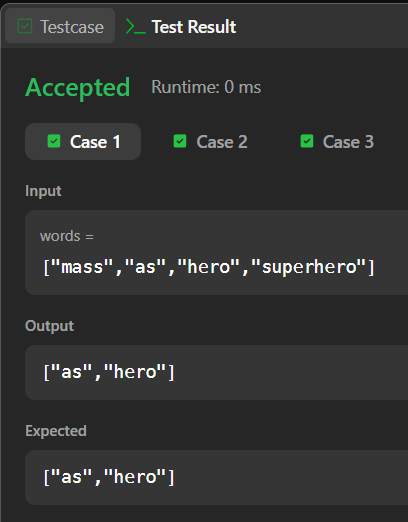 Testcase >_ Test Result
Accepted Runtime: 0 ms
Case 1 Case 2 Case 3
Input
words =
["mass","as","hero","superhero"]
Output
["as","hero"]
Expected
["as","hero"]